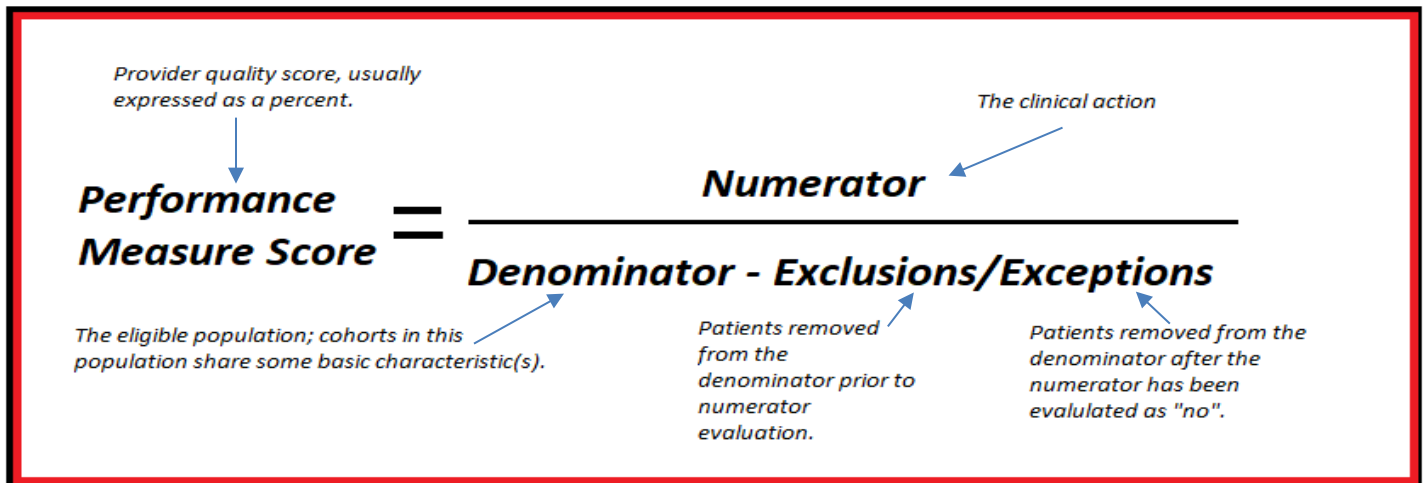 Provider quality score, usually
expressed as a percent.
The clinical action
Performance
Measure Score
=
Numerator
Denominator - Exclusions/Exceptions
The eligible population; cohorts in this
population share some basic characteristic(s).
Patients removed
from the
denominator prior to
numerator
evaluation.
Patients removed from the
denominator after the
numerator has been
evalulated as "no".